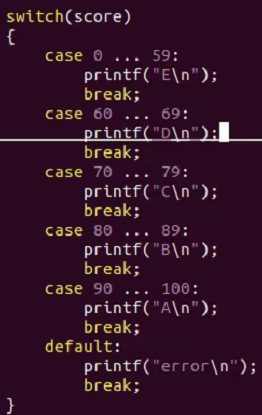 switch(score)
{
    case 0 ... 59:
        printf("E\n");
        break;
    case 60 ... 69:
        printf("D\n");
        break;
    case 70 ... 79:
        printf("C\n");
        break;
    case 80 ... 89:
        printf("B\n");
        break;
    case 90 ... 100:
        printf("A\n");
        break;
    default:
        printf("error\n");
        break;
}